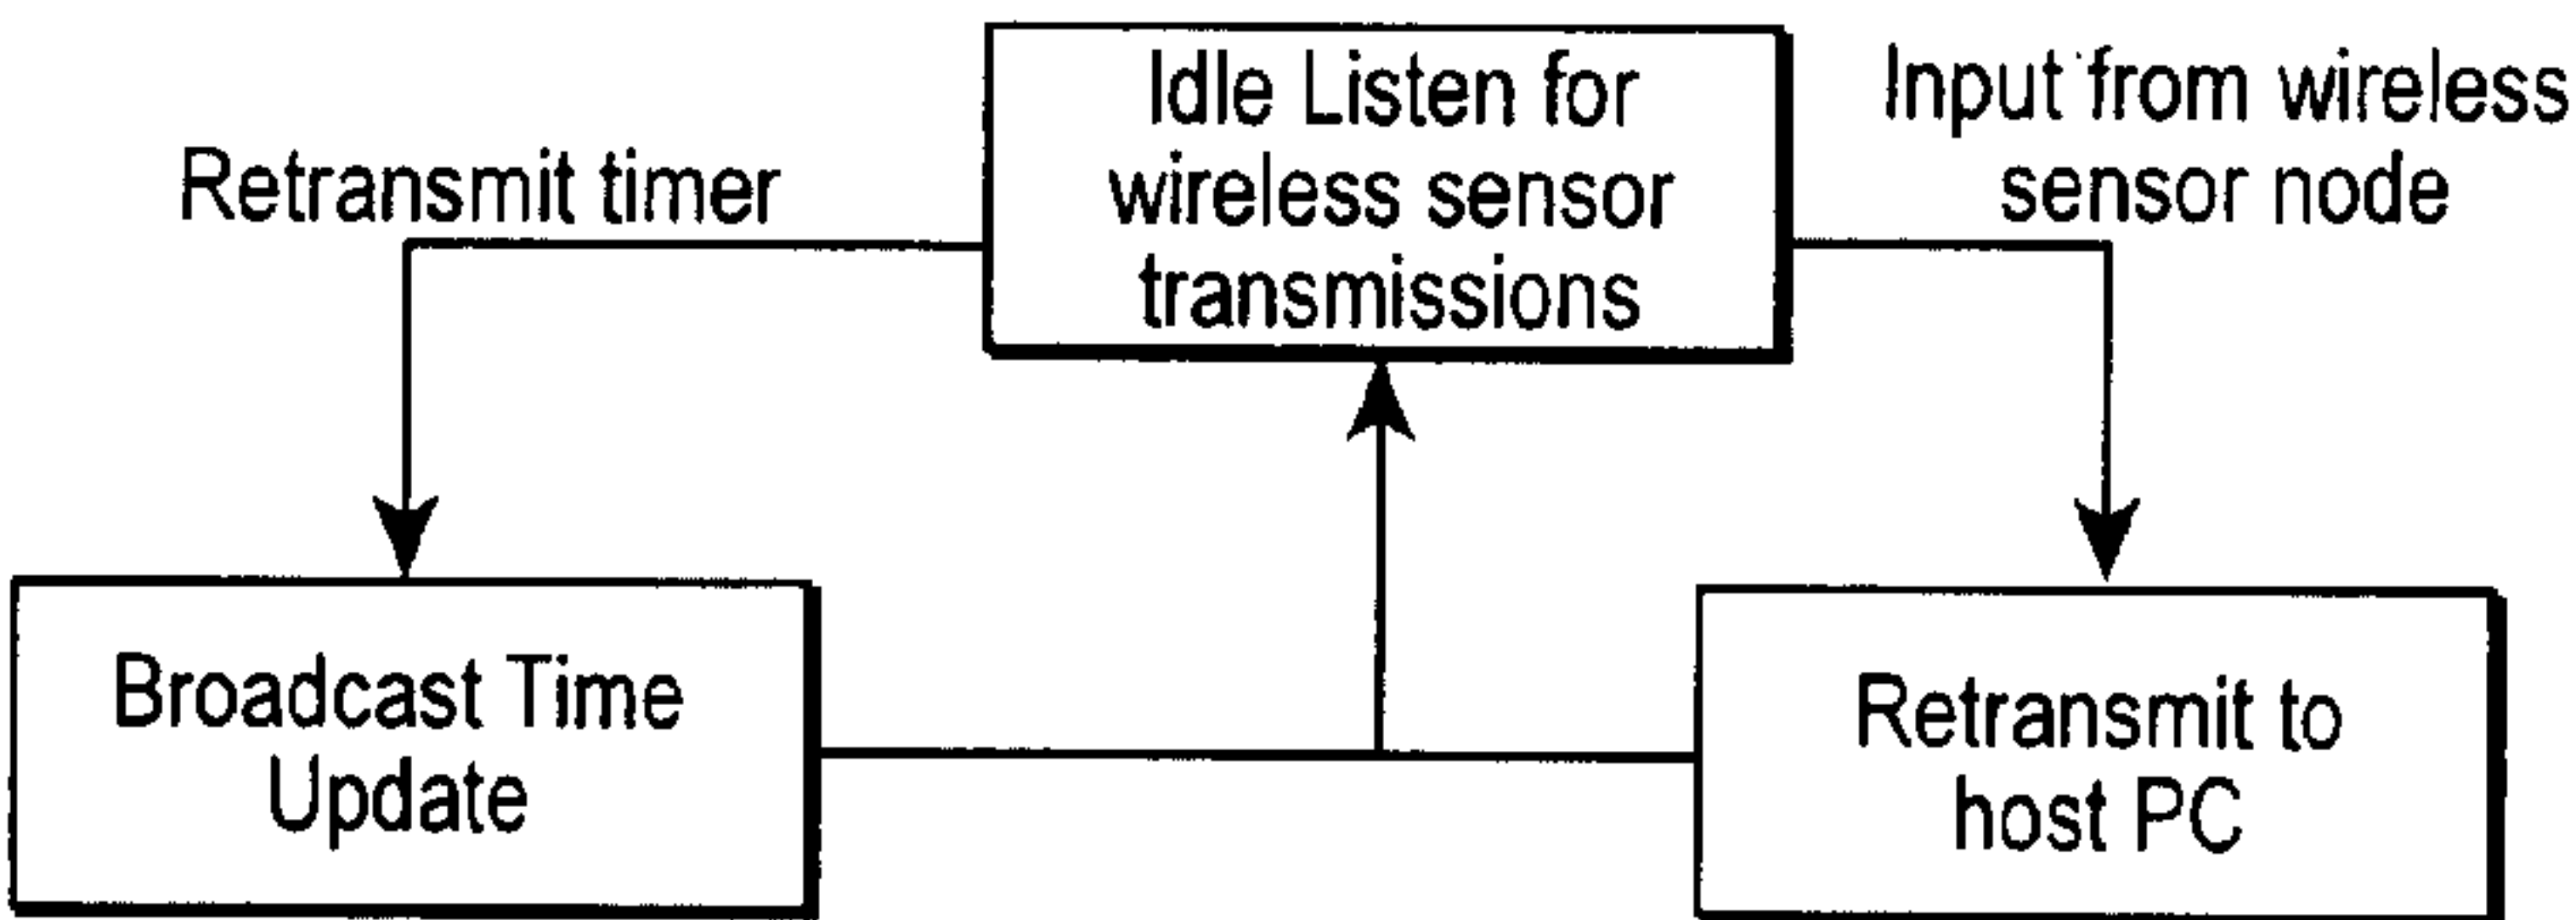 Idle Listen for
wireless sensor
transmissions
Input from wireless
sensor node
Retransmit timer
Broadcast Time
Update
Retransmit to
host PC